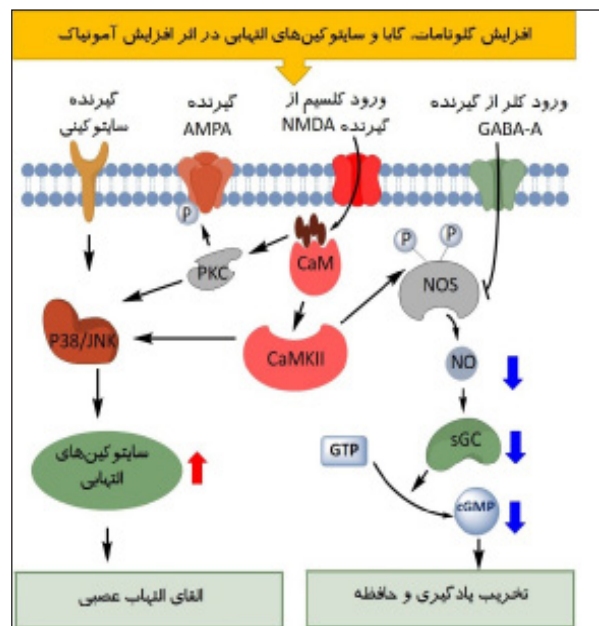 افزایش گلوتامات، گابا و سایتوکین‌های التهابی در اثر افزایش آمونیاک
گیرنده
سایتوکینی
گیرنده
AMPA
ورود کلسیم از
گیرنده NMDA
ورود کلر از گیرنده
GABA-A
P
PKC
CaM
P
P
NOS
P38/JNK
CaMKII
NO
سایتوکین‌های
التهابی
GTP
sGC
cGMP
القای التهاب عصبی
تخریب یادگیری و حافظه